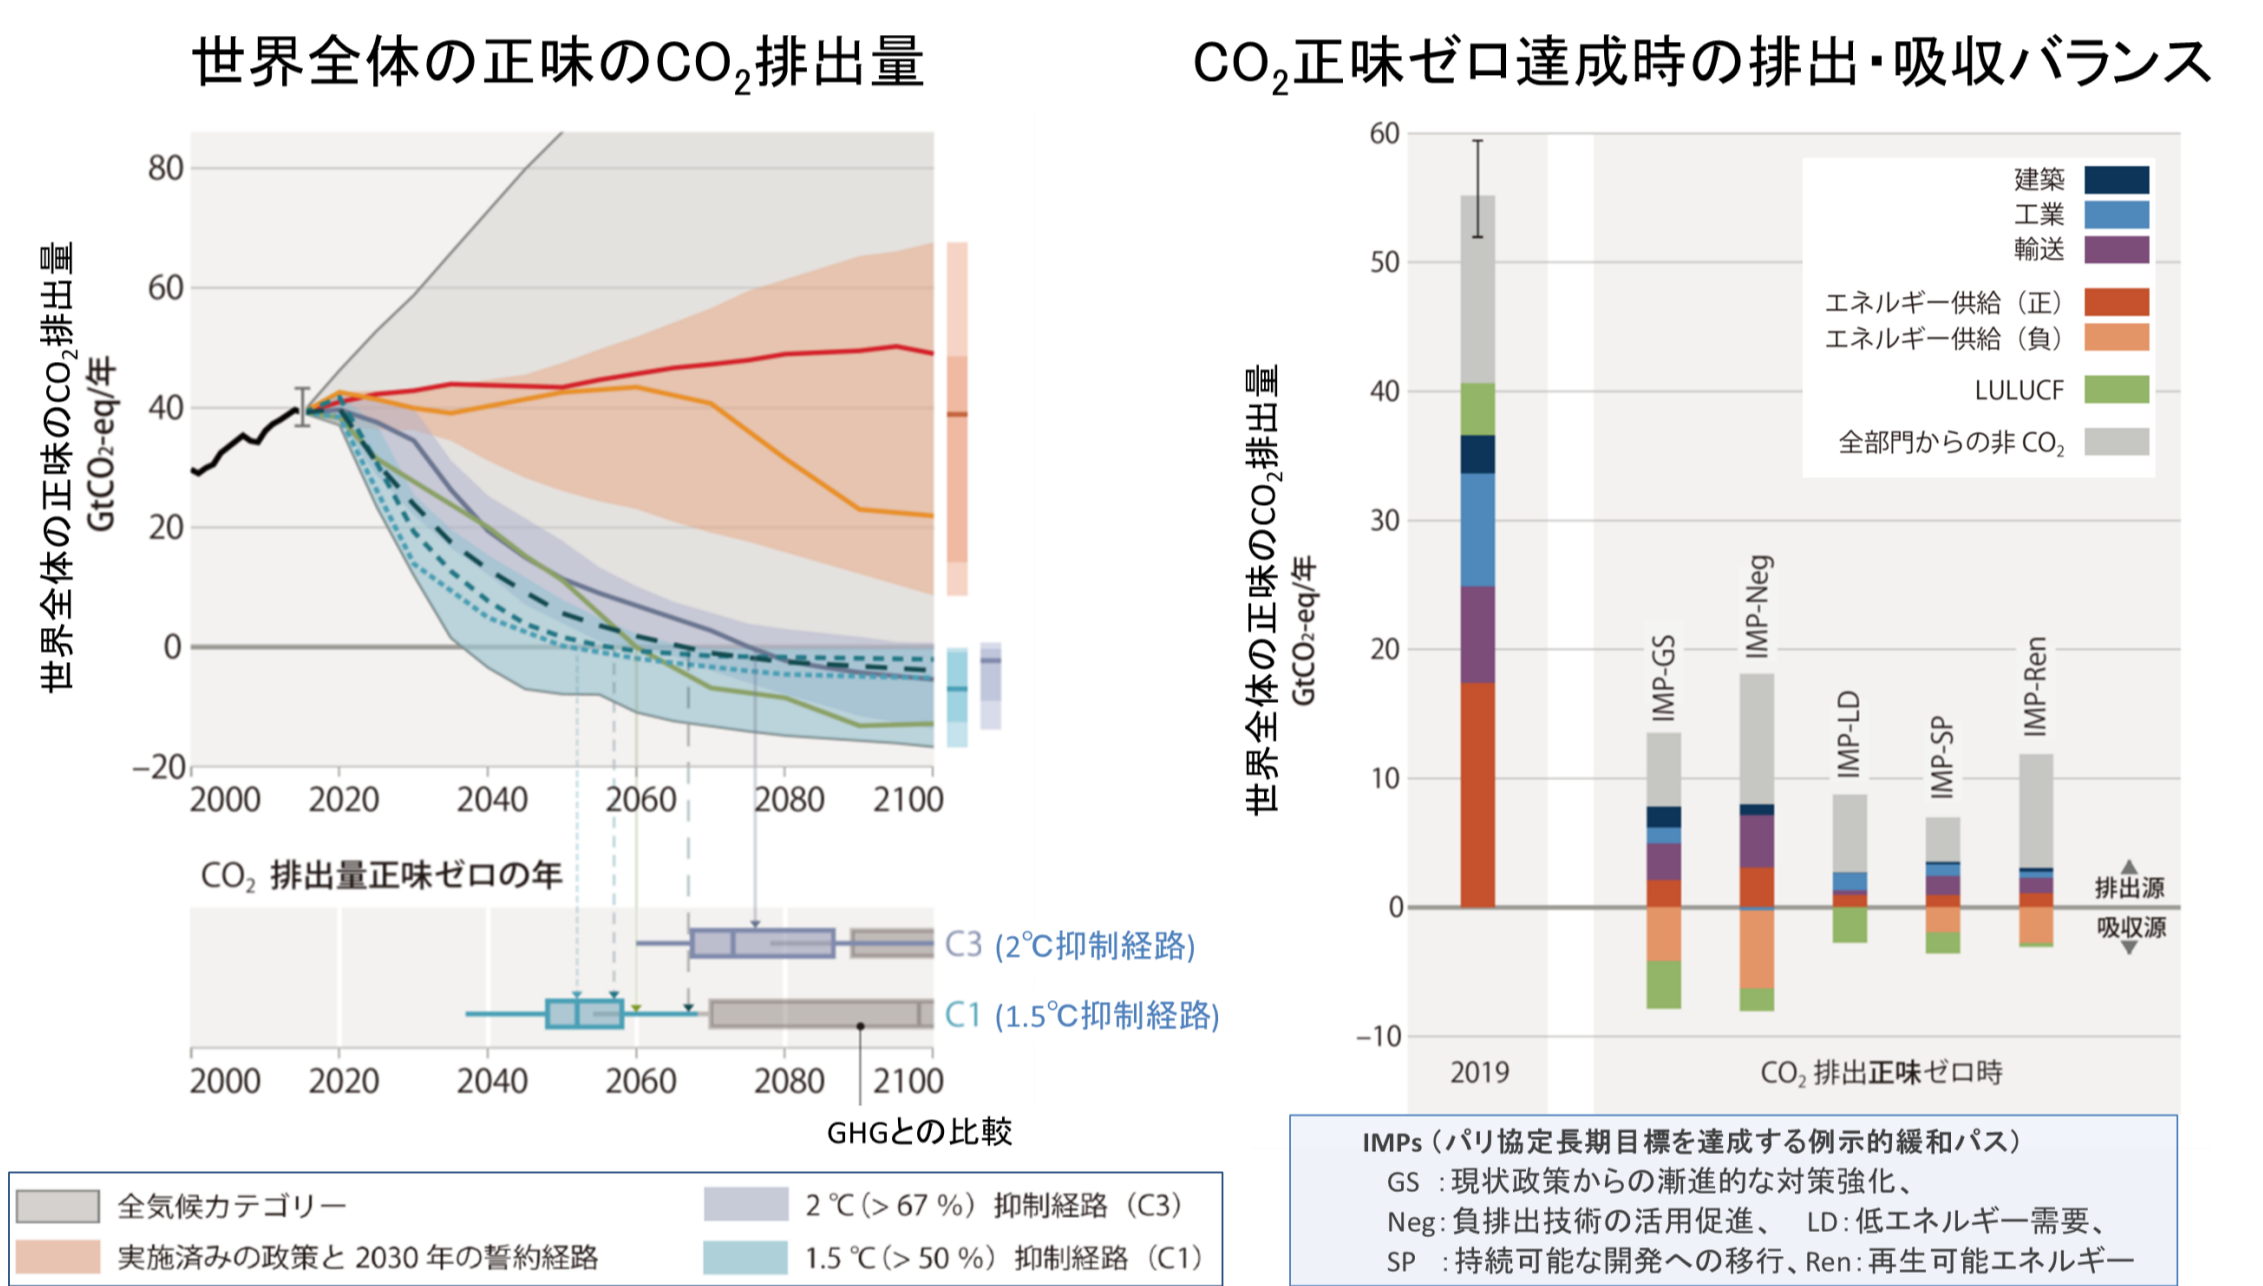 世界全体の正味のCO₂排出量
世界全体の正味のCO₂排出量
GtCO₂-eq/年
80
60
40
20
0
−20
2000 2020 2040 2060 2080 2100
CO₂ 排出量正味ゼロの年
C3 (2℃抑制経路)
C1 (1.5℃抑制経路)
2000 2020 2040 2060 2080 2100
GHGとの比較
全気候カテゴリー
実施済みの政策と 2030 年の誓約経路
2 ℃(> 67 %) 抑制経路 (C3)
1.5 ℃(> 50 %) 抑制経路 (C1)
CO₂正味ゼロ達成時の排出・吸収バランス
世界全体の正味のCO₂排出量
GtCO₂-eq/年
60
50
40
30
20
10
0
−10
建築
工業
輸送
エネルギー供給(正)
エネルギー供給(負)
LULUCF
全部門からの非 CO₂
IMP-GS
IMP-Neg
IMP-LD
IMP-SP
IMP-Ren
排出源
吸収源
2019
CO₂ 排出正味ゼロ時
IMPs(パリ協定長期目標を達成する例示的緩和パス)
GS :現状政策からの漸進的な対策強化、
Neg:負排出技術の活用促進、 LD:低エネルギー需要、
SP :持続可能な開発への移行、Ren:再生可能エネルギー